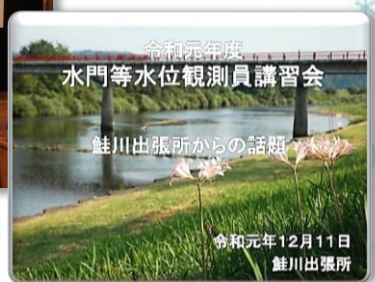 令和元年度
水門等水位観測員講習会
鮭川出張所からの話題
令和元年12月11日
鮭川出張所